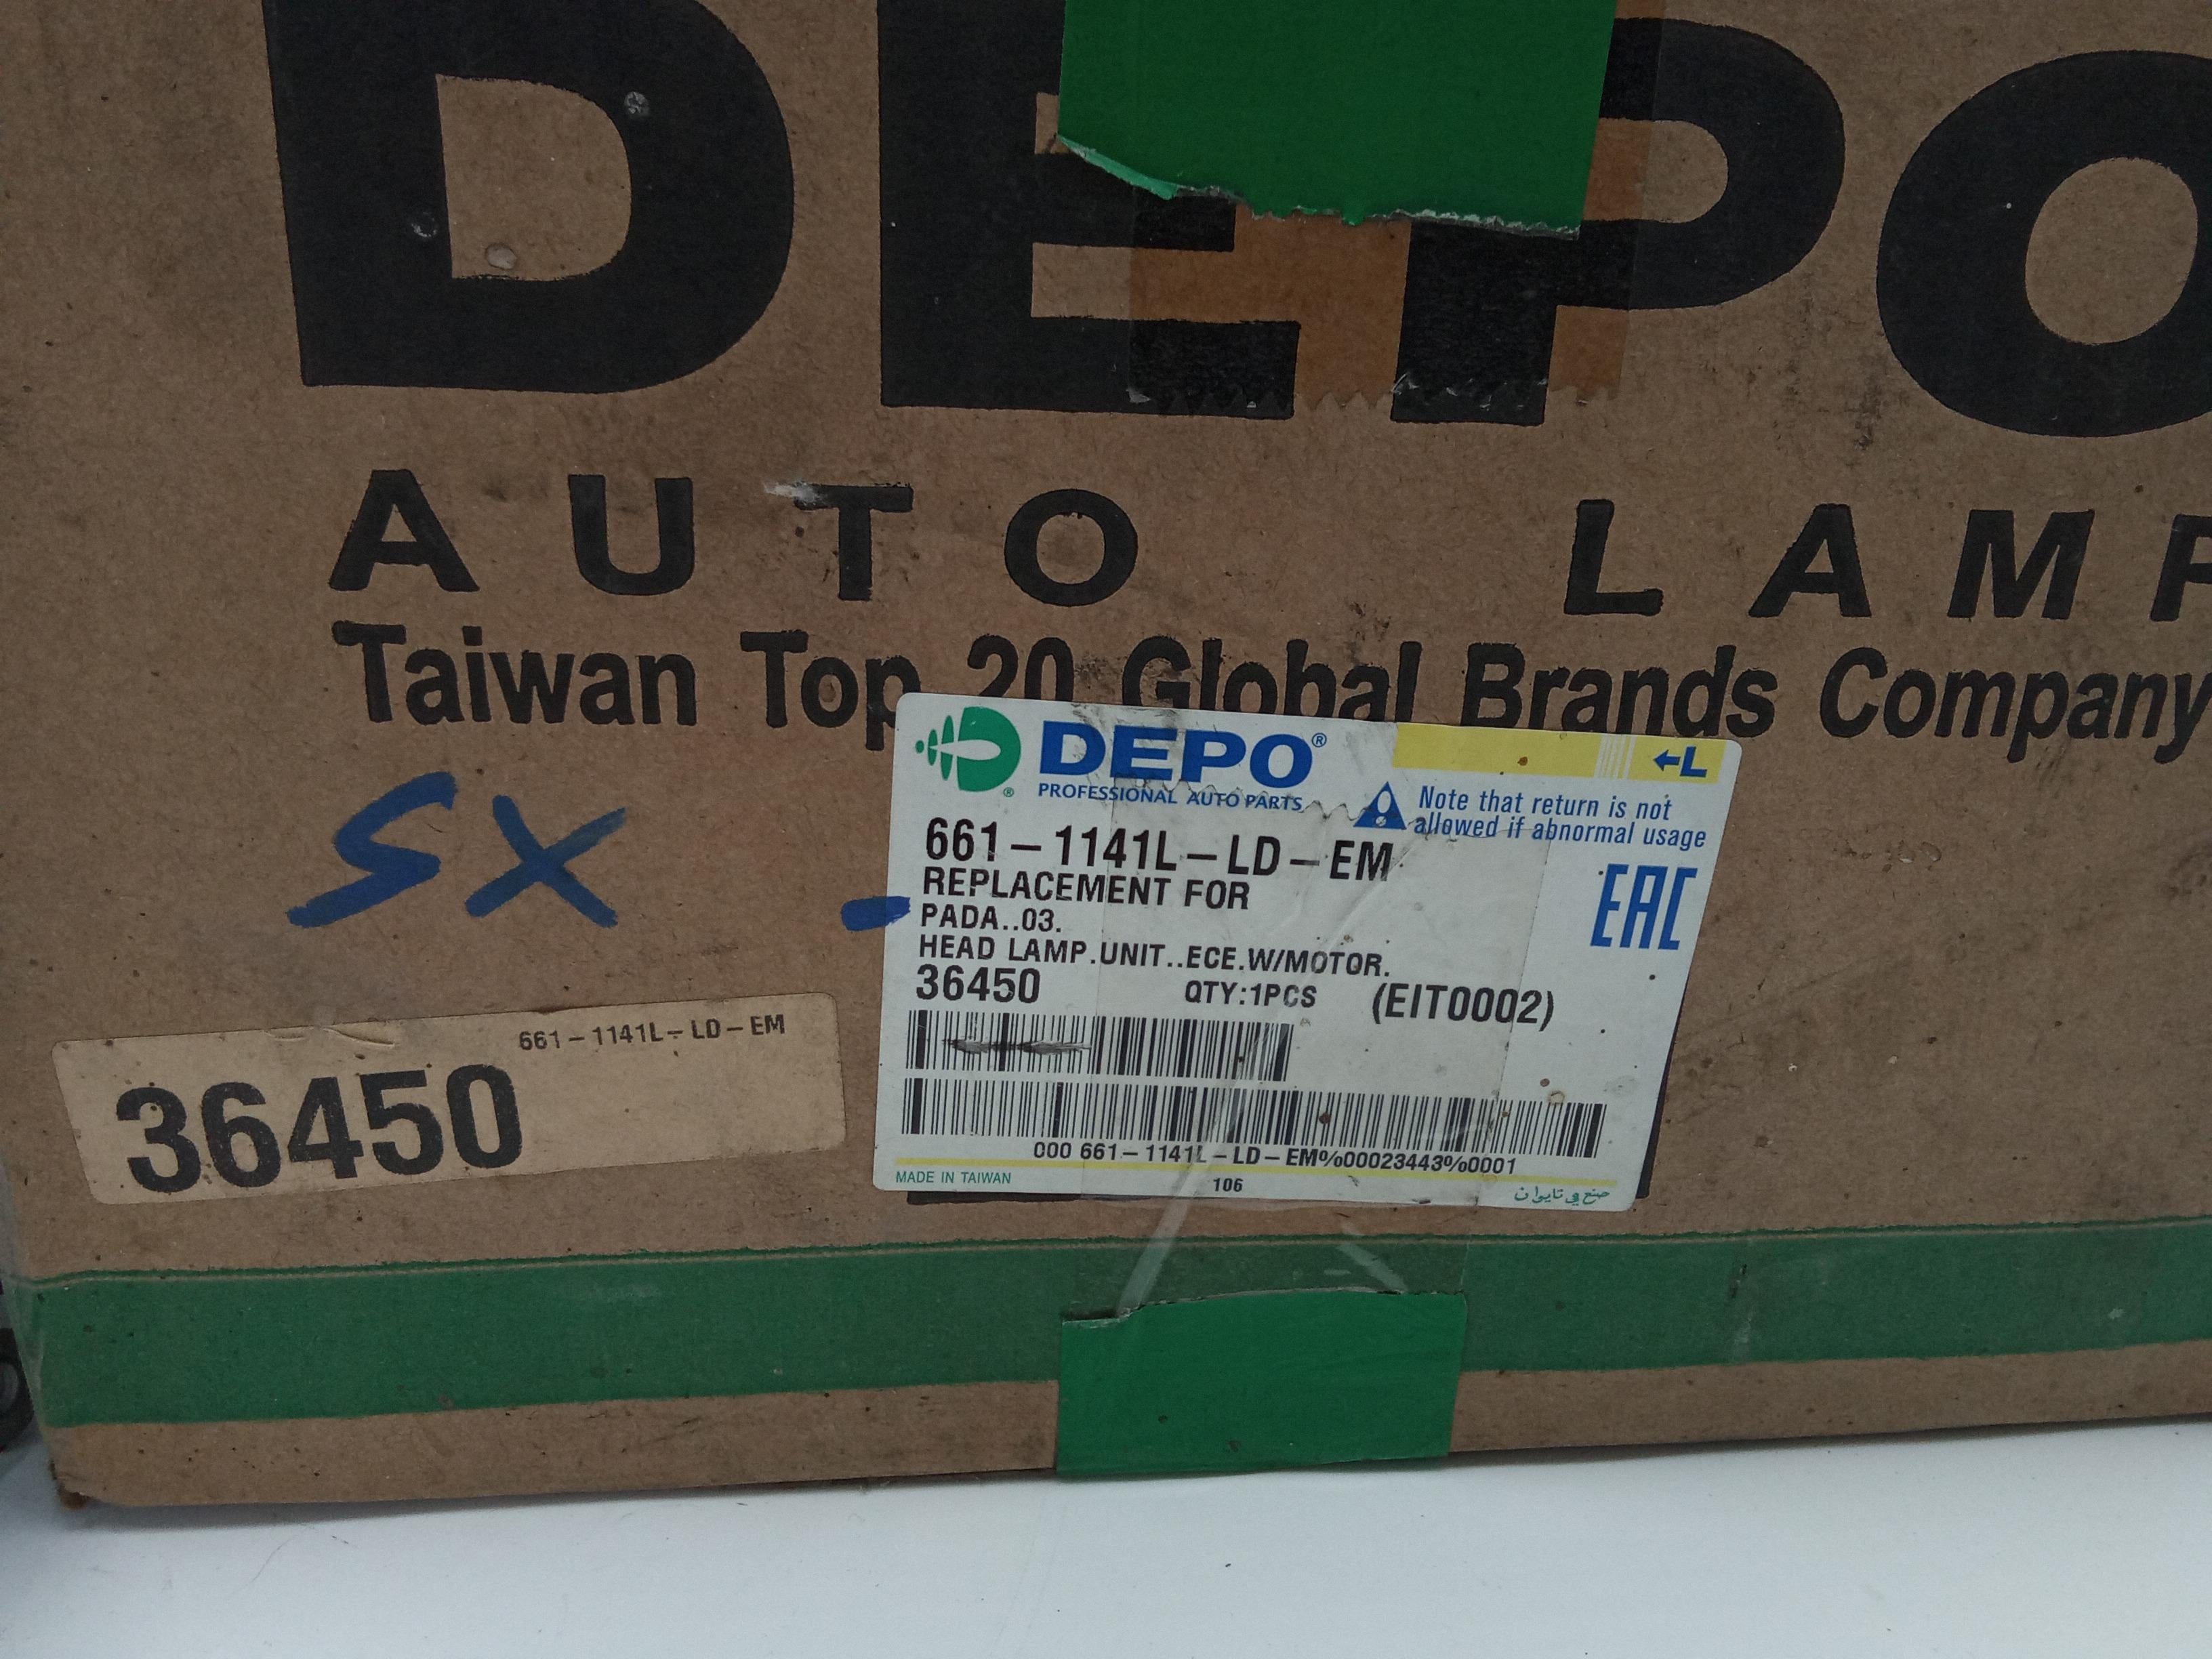 DEPO
AUTO LAMP
Taiwan Top 20 Global Brands Company
SX -
DEPO®
PROFESSIONAL AUTO PARTS
←L
Note that return is not
allowed if abnormal usage
661-1141L-LD-EM
REPLACEMENT FOR
PADA..03.
HEAD LAMP.UNIT..ECE.W/MOTOR.
36450 QTY:1PCS (EIT0002)
EAC
661-1141L-LD-EM
36450
000 661-1141L-LD-EM%00023443%0001
MADE IN TAIWAN 106 صنع في تايوان